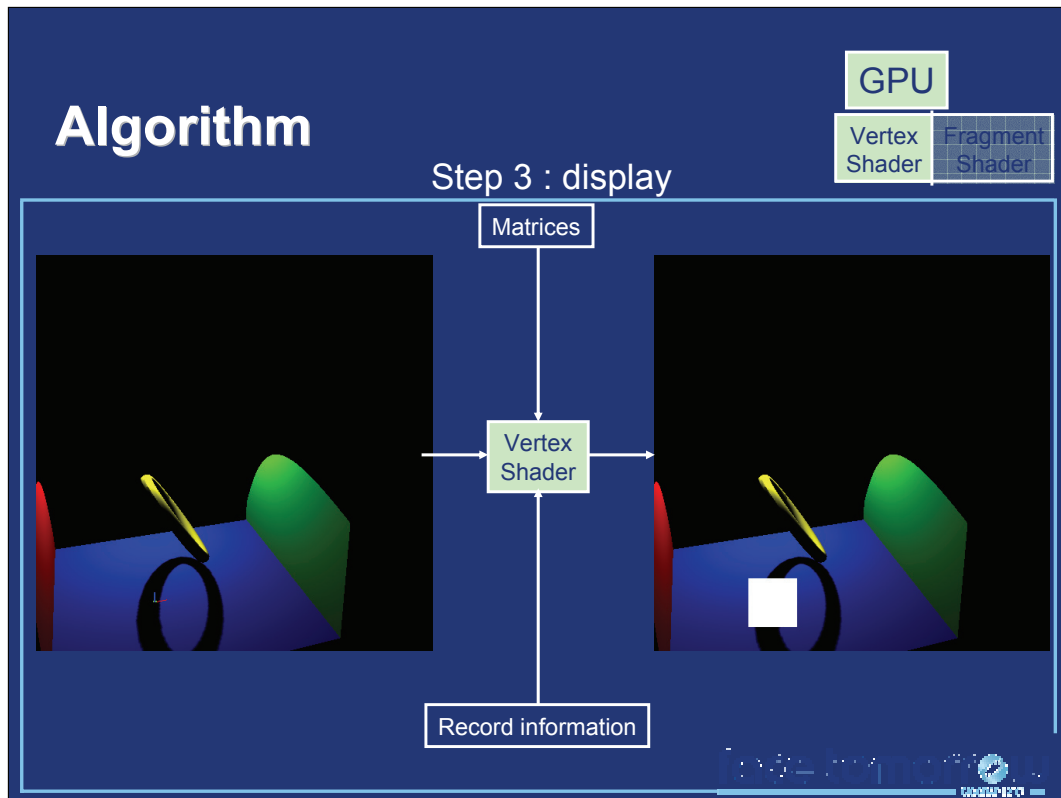 Algorithm
GPU
Vertex
Shader
Fragment
Shader
Step 3 : display
Matrices
Vertex
Shader
Record information